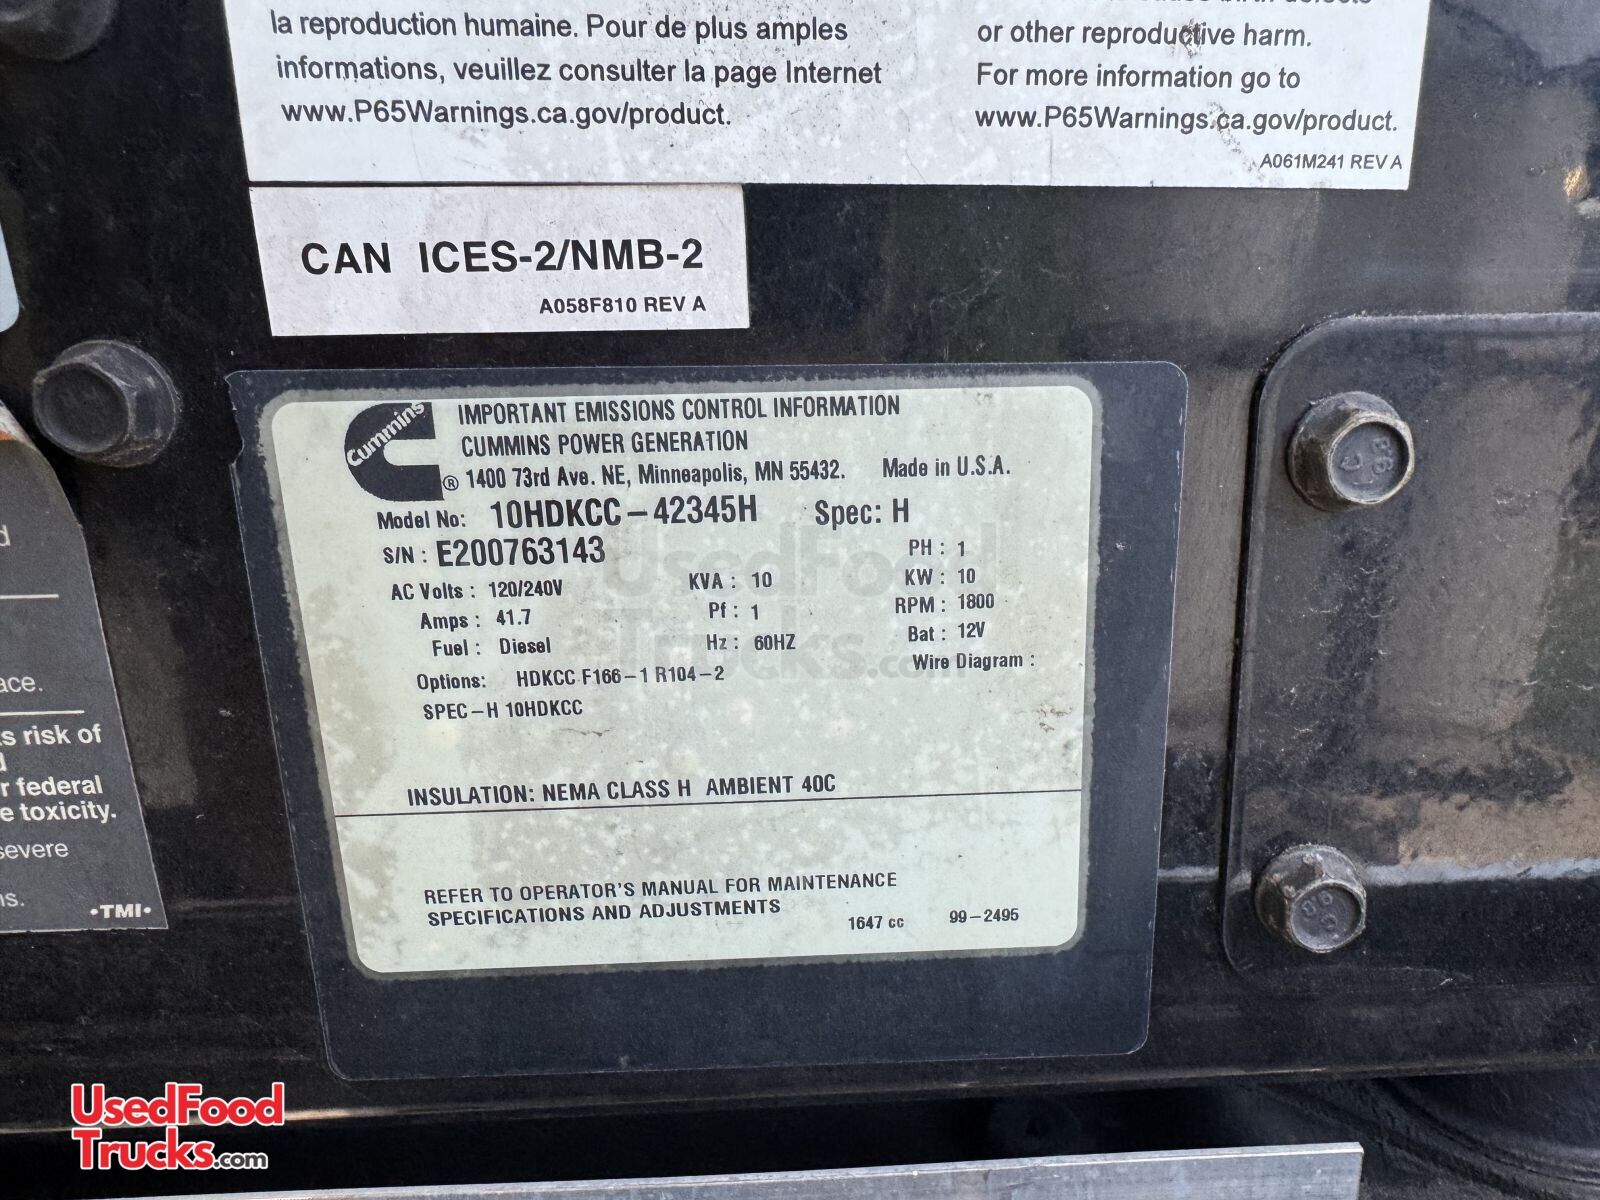 la reproduction humaine. Pour de plus amples
informations, veuillez consulter la page Internet
www.P65Warnings.ca.gov/product.
or other reproductive harm.
For more information go to
www.P65Warnings.ca.gov/product.
A061M241 REV A
CAN ICES-2/NMB-2
A058F810 REV A
Cummins
IMPORTANT EMISSIONS CONTROL INFORMATION
CUMMINS POWER GENERATION
® 1400 73rd Ave. NE, Minneapolis, MN 55432. Made in U.S.A.
Model No: 10HDKCC-42345H Spec: H
S/N: E200763143 PH: 1
AC Volts: 120/240V KVA: 10 KW: 10
Amps: 41.7 Pf: 1 RPM: 1800
Fuel: Diesel Hz: 60HZ Bat: 12V
Wire Diagram:
Options: HDKCC F166-1 R104-2
SPEC-H 10HDKCC
INSULATION: NEMA CLASS H AMBIENT 40C
REFER TO OPERATOR'S MANUAL FOR MAINTENANCE
SPECIFICATIONS AND ADJUSTMENTS
1647 cc 99-2495
risk of
federal
toxicity.
severe
•TMI•
UsedFood
Trucks.com
UsedFood
Trucks.com